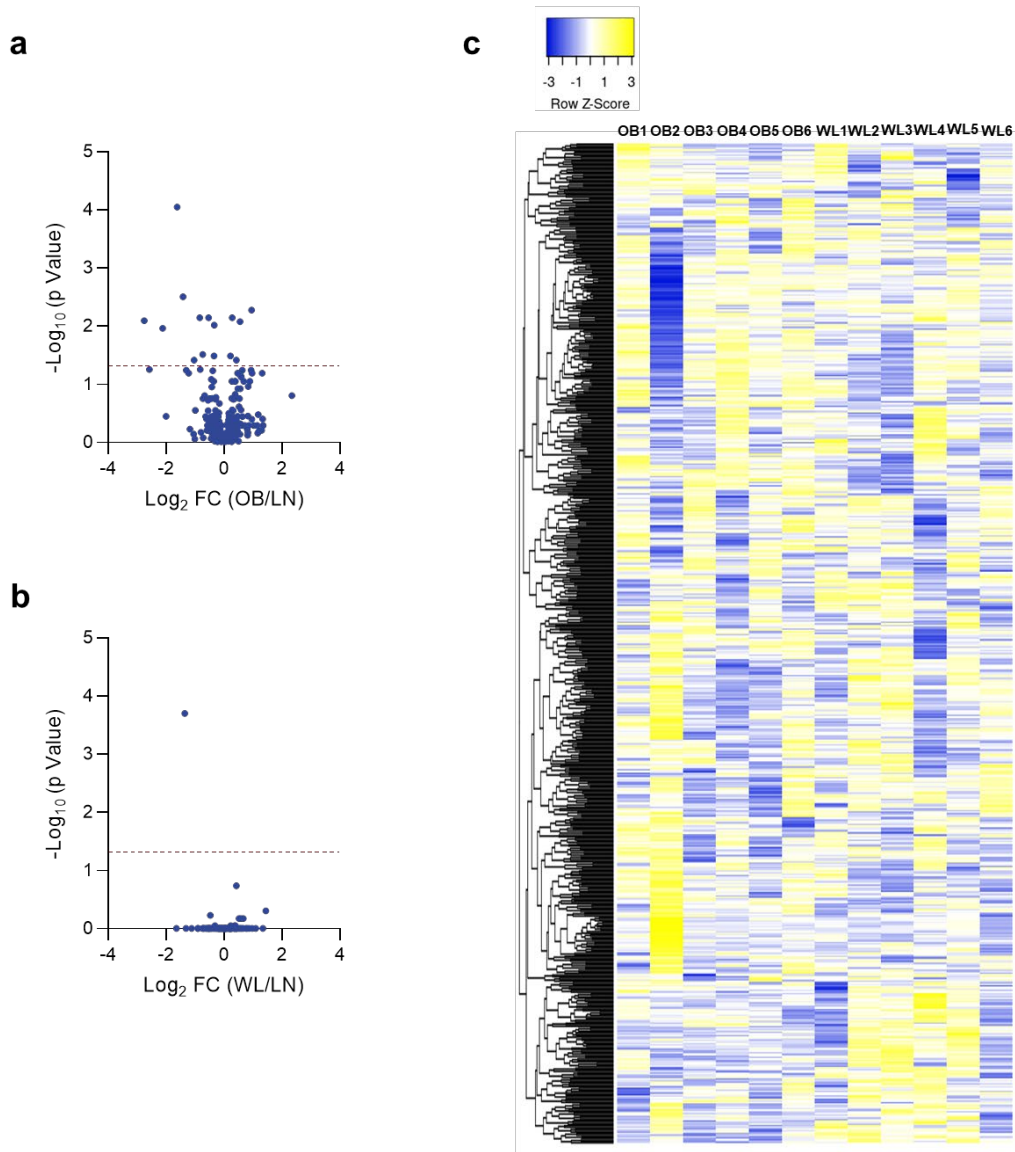 a
5
4
3
2
1
0
-Log10 (p Value)
-4 -2 0 2 4
Log2 FC (OB/LN)
b
5
4
3
2
1
0
-Log10 (p Value)
-4 -2 0 2 4
Log2 FC (WL/LN)
c
-3 -1 1 3
Row Z-Score
OB1 OB2 OB3 OB4 OB5 OB6 WL1 WL2 WL3 WL4 WL5 WL6